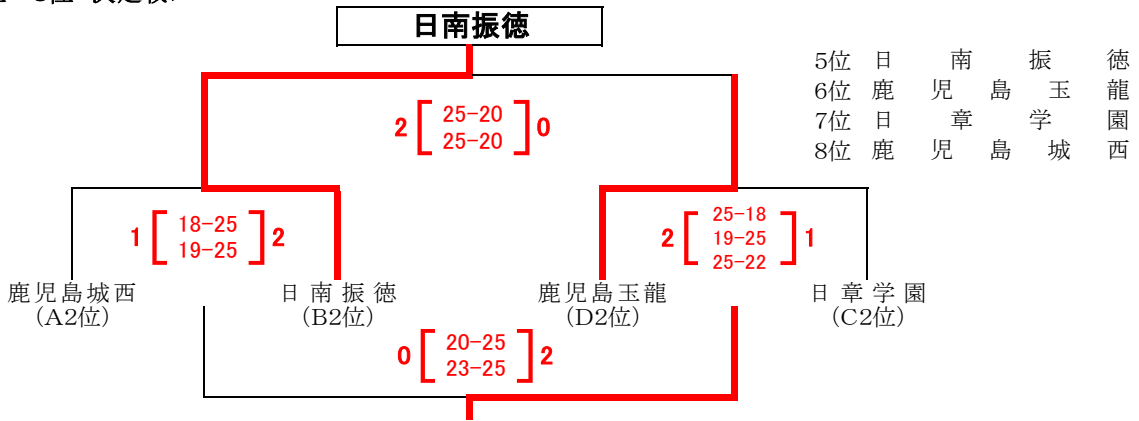 日南振徳
5位 日南振徳
6位 鹿児島玉龍
7位 日章学園
8位 鹿児島城西
2 [ 25-20 ] 0
25-20
1 [ 18-25 ] 2
19-25
2 [ 25-18 ] 1
19-25
25-22
鹿児島城西 日南振徳 鹿児島玉龍 日章学園
(A2位) (B2位) (D2位) (C2位)
0 [ 20-25 ] 2
23-25